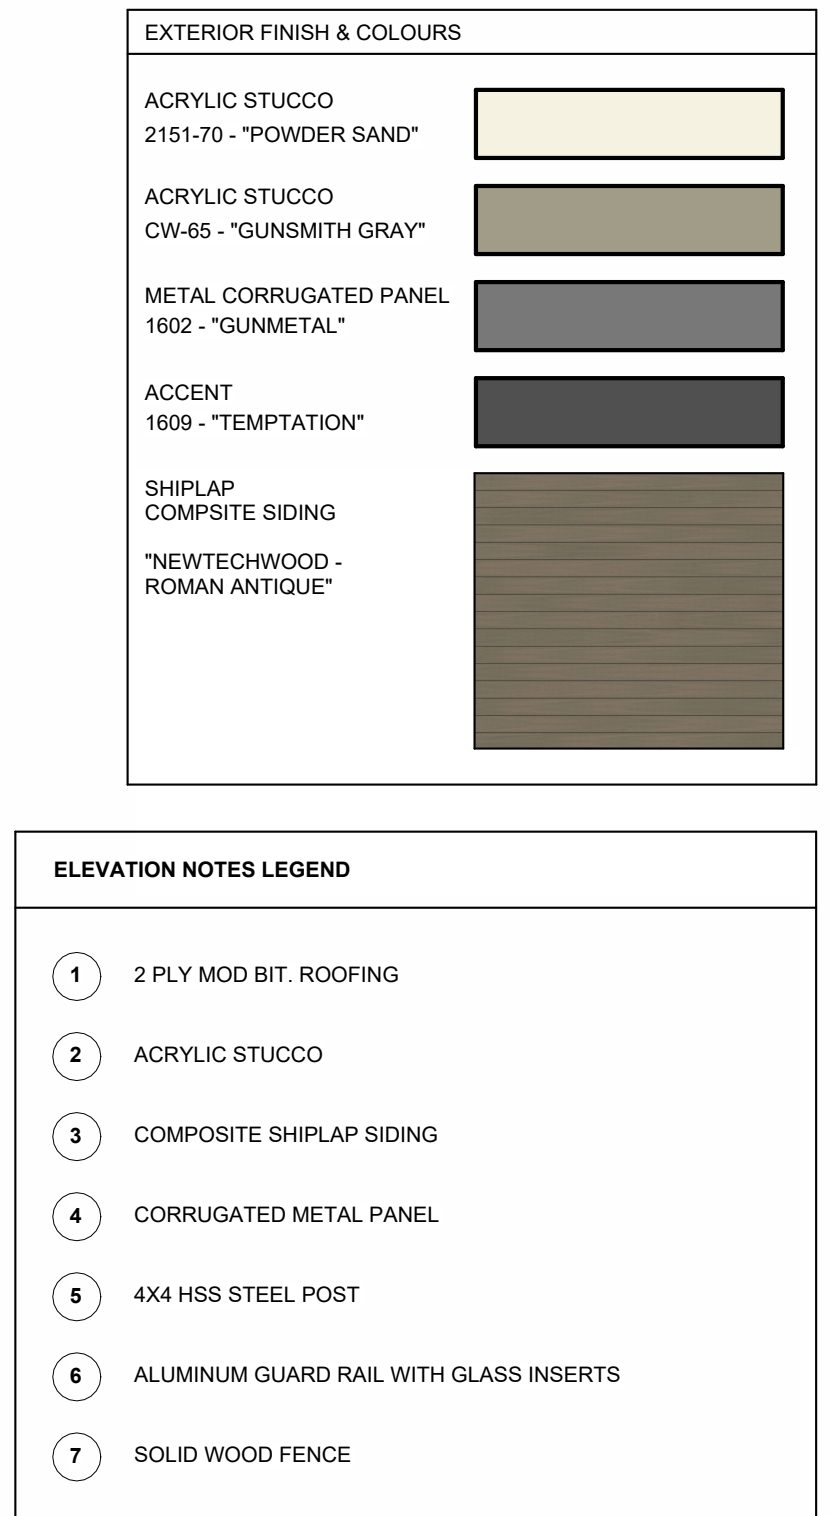 EXTERIOR FINISH & COLOURS
ACRYLIC STUCCO
2151-70 - "POWDER SAND"
ACRYLIC STUCCO
CW-65 - "GUNSMITH GRAY"
METAL CORRUGATED PANEL
1602 - "GUNMETAL"
ACCENT
1609 - "TEMPTATION"
SHIPLAP
COMPSITE SIDING
"NEWTECHWOOD -
ROMAN ANTIQUE"
ELEVATION NOTES LEGEND
1 2 PLY MOD BIT. ROOFING
2 ACRYLIC STUCCO
3 COMPOSITE SHIPLAP SIDING
4 CORRUGATED METAL PANEL
5 4X4 HSS STEEL POST
6 ALUMINUM GUARD RAIL WITH GLASS INSERTS
7 SOLID WOOD FENCE